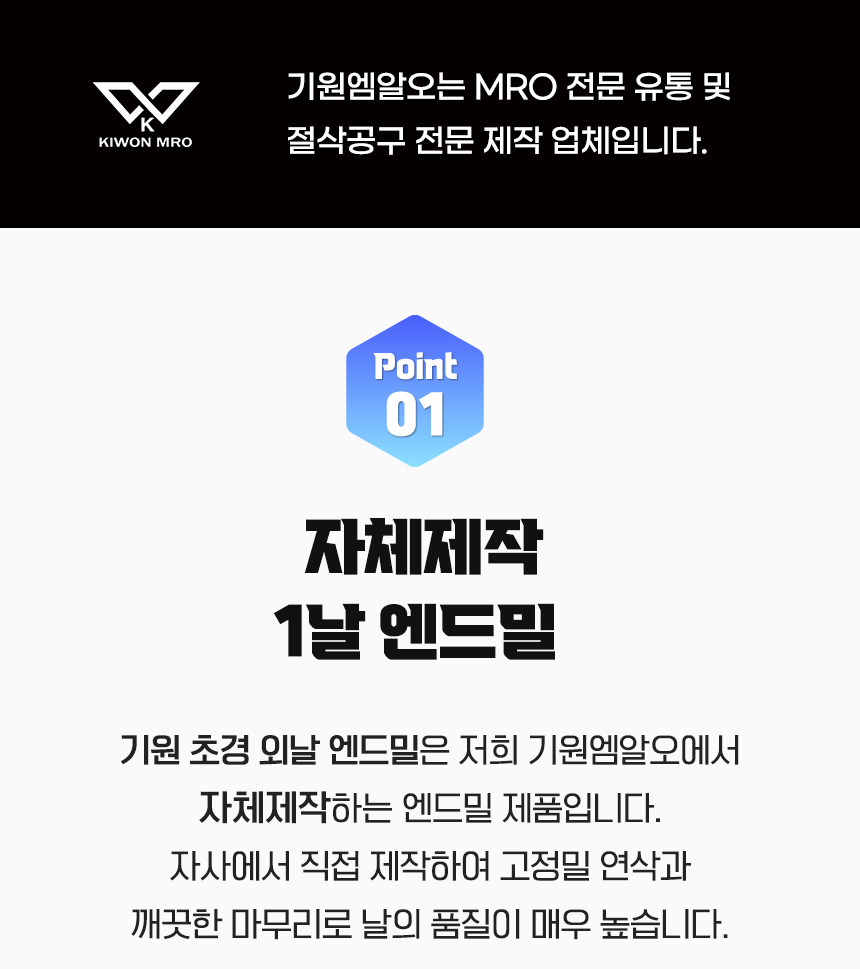 기원엠알오는 MRO 전문 유통 및
절삭공구 전문 제작 업체입니다.
K
KIWON MRO
Point
01
자체제작
1날 엔드밀
기원 초경 외날 엔드밀은 저희 기원엠알오에서
자체제작하는 엔드밀 제품입니다.
자사에서 직접 제작하여 고정밀 연삭과
깨끗한 마무리로 날의 품질이 매우 높습니다.